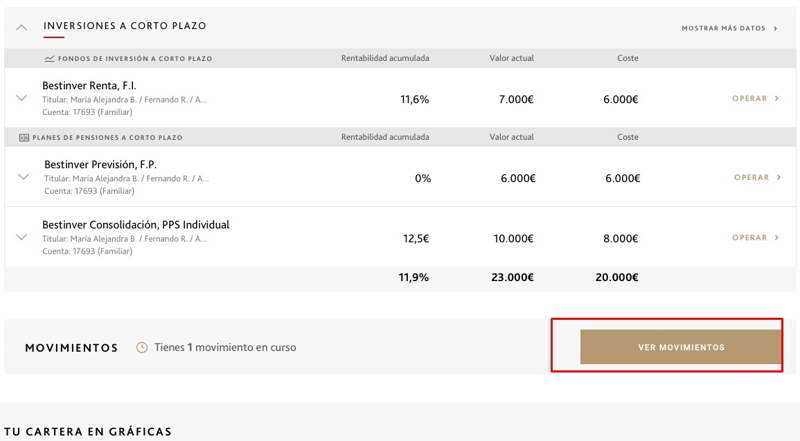 INVERSIONES A CORTO PLAZO
MOSTRAR MÁS DATOS
FONDOS DE INVERSIÓN A CORTO PLAZO Rentabilidad acumulada Valor actual Coste
Bestinver Renta, F.I.
Titular: María Alejandra B. / Fernando R. / A...
Cuenta: 17693 (Familiar)
11,6% 7.000€ 6.000€ OPERAR
PLANES DE PENSIONES A CORTO PLAZO Rentabilidad acumulada Valor actual Coste
Bestinver Previsión, F.P.
Titular: María Alejandra B. / Fernando R. / A...
Cuenta: 17693 (Familiar)
0% 6.000€ 6.000€ OPERAR
Bestinver Consolidación, PPS Individual
Titular: María Alejandra B. / Fernando R. / A...
Cuenta: 17693 (Familiar)
12,5€ 10.000€ 8.000€ OPERAR
11,9% 23.000€ 20.000€
MOVIMIENTOS Tienes 1 movimiento en curso VER MOVIMIENTOS
TU CARTERA EN GRÁFICAS